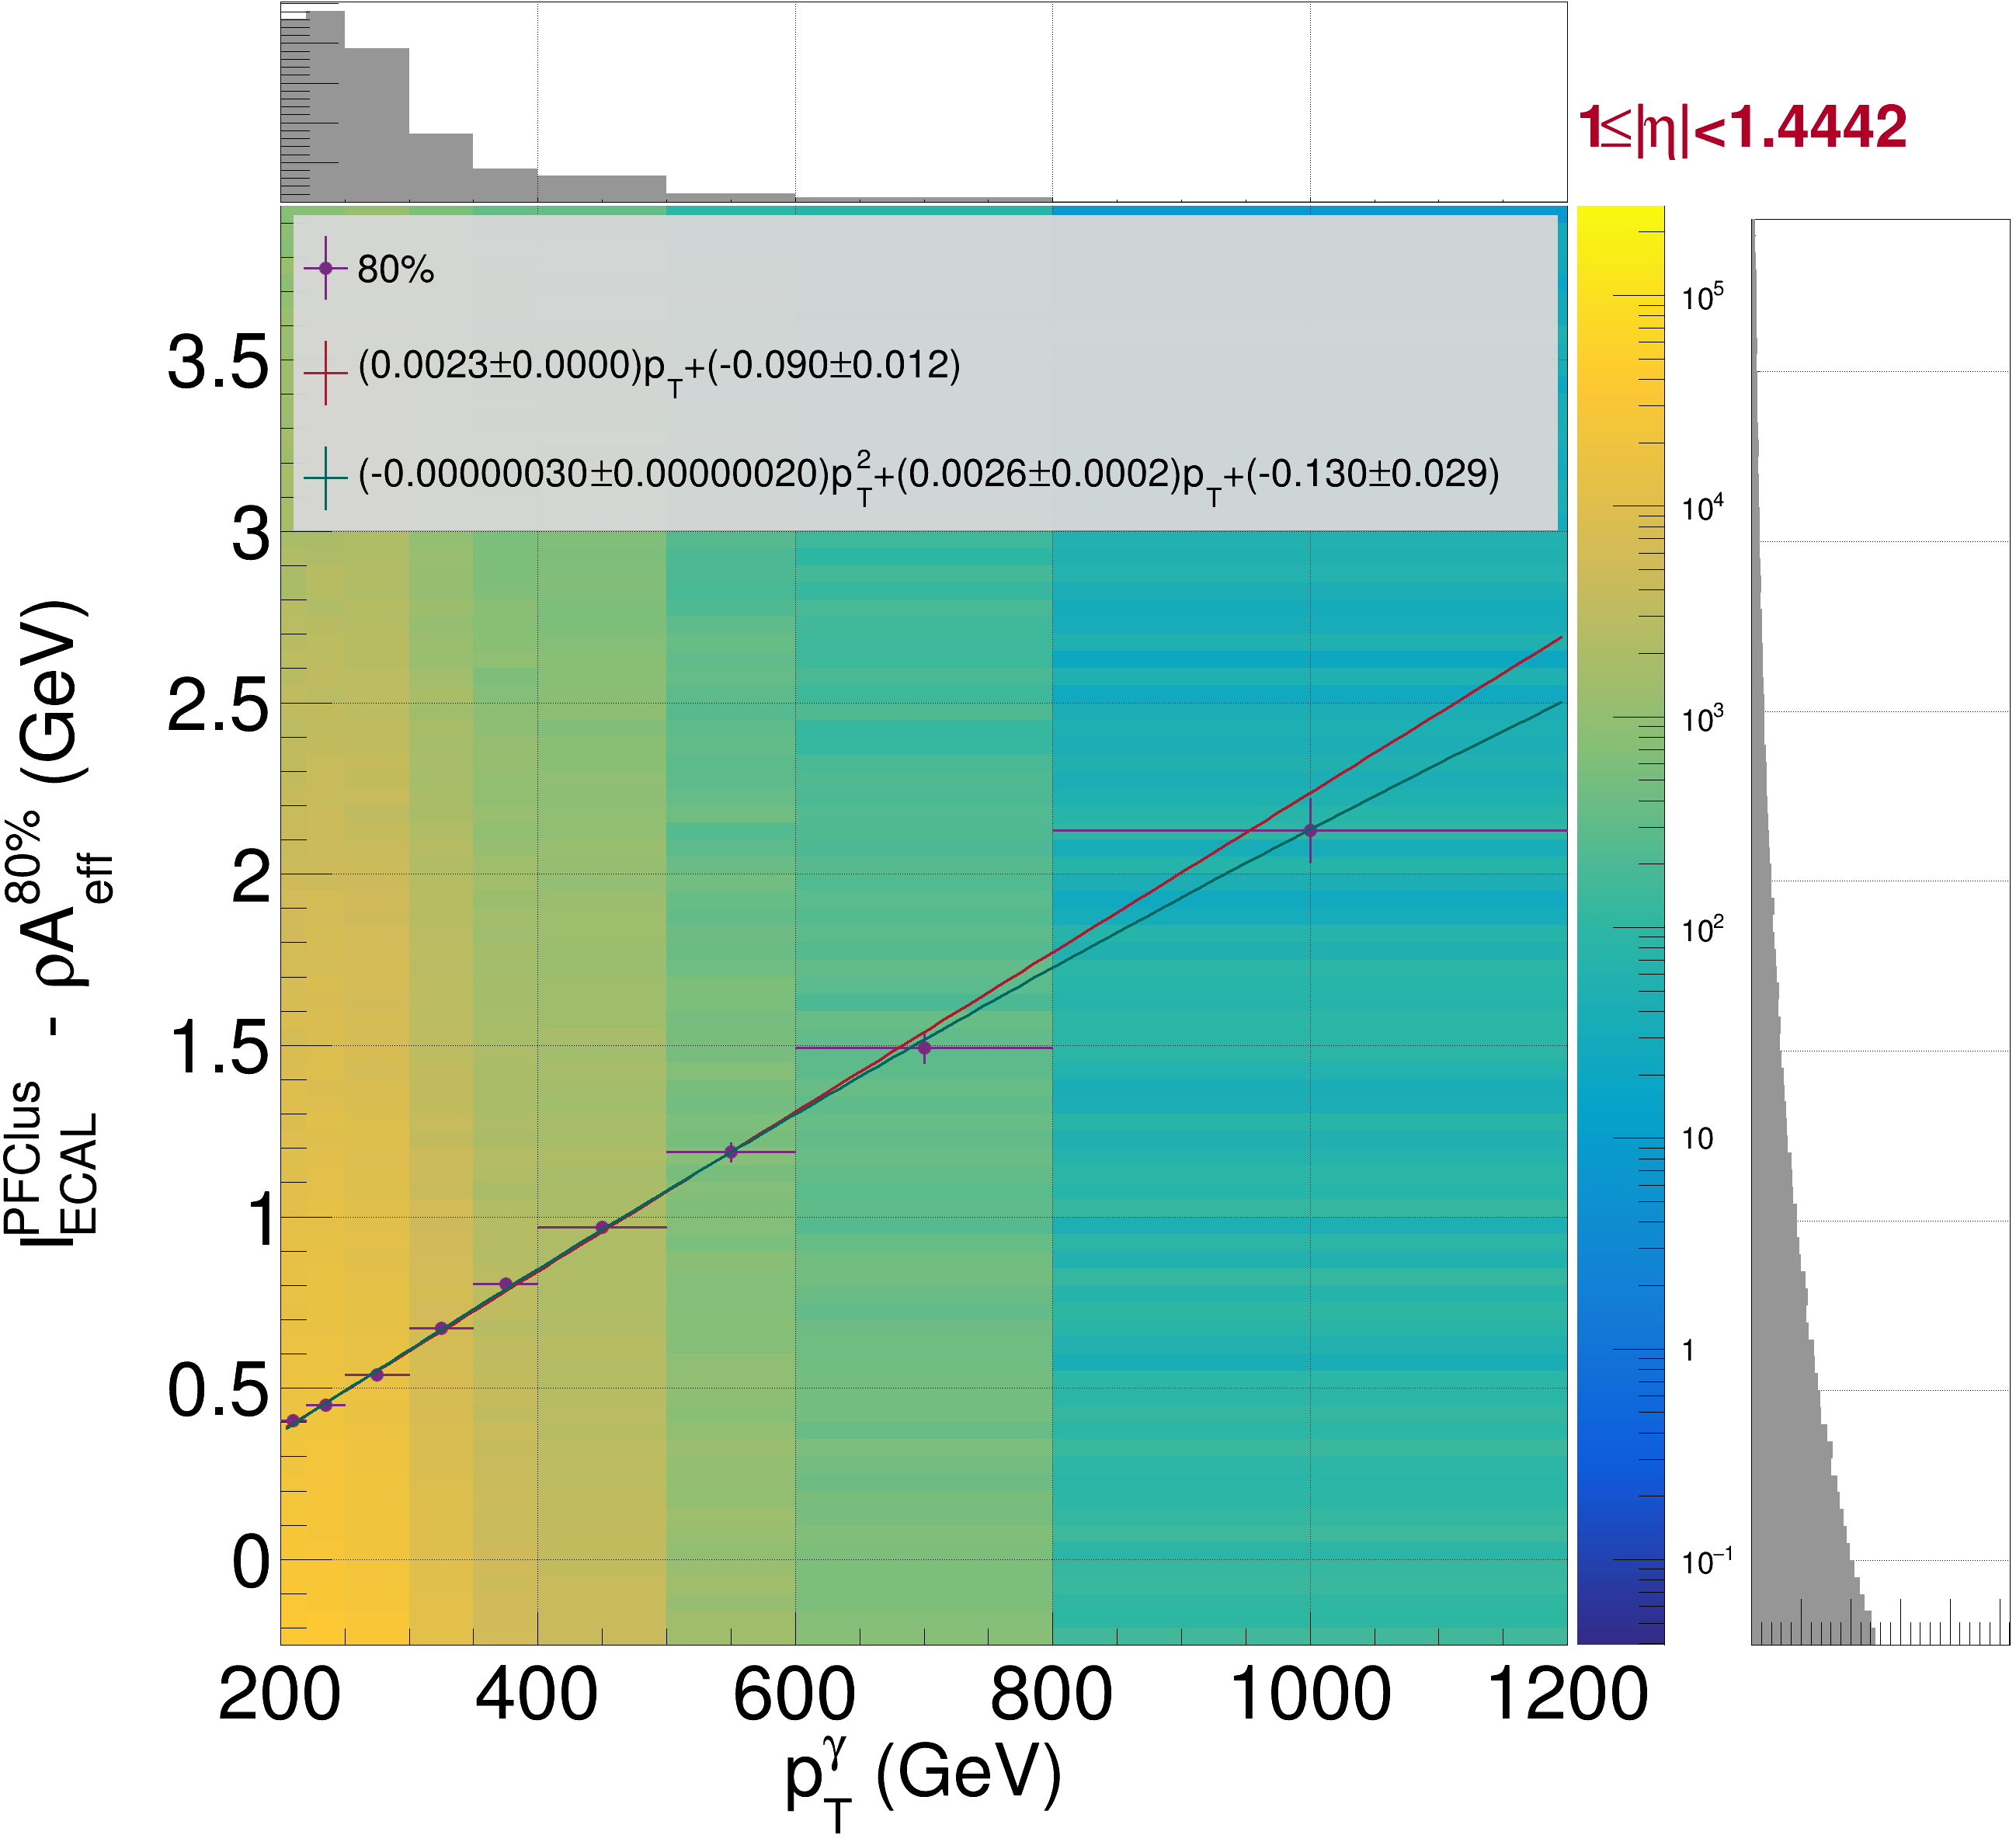 1≤|η|<1.4442
80%
(0.0023±0.0000)p_T+(-0.090±0.012)
(-0.00000030±0.00000020)p_T^2+(0.0026±0.0002)p_T+(-0.130±0.029)
I_ECAL^PFClus - ρA_eff^80% (GeV)
3.5
3
2.5
2
1.5
1
0.5
0
10^5
10^4
10^3
10^2
10
1
10^−1
200 400 600 800 1000 1200
p_T^γ (GeV)